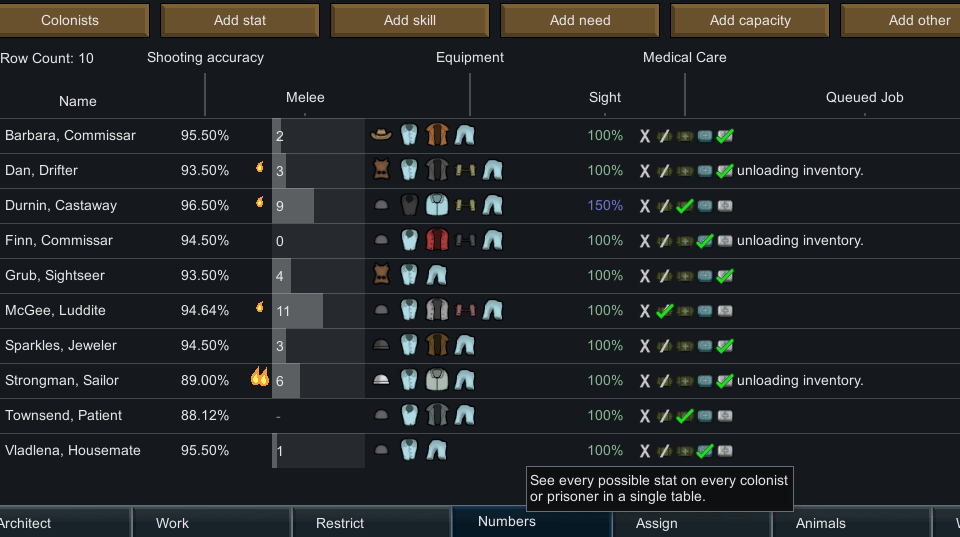 Colonists Add stat Add skill Add need Add capacity Add other
Row Count: 10 Shooting accuracy Equipment Medical Care
Name Melee Sight Queued Job
Barbara, Commissar 95.50% 2 100%
Dan, Drifter 93.50% 3 100% unloading inventory.
Durnin, Castaway 96.50% 9 150%
Finn, Commissar 94.50% 0 100% unloading inventory.
Grub, Sightseer 93.50% 4 100%
McGee, Luddite 94.64% 11 100%
Sparkles, Jeweler 94.50% 3 100%
Strongman, Sailor 89.00% 6 100% unloading inventory.
Townsend, Patient 88.12% - 100%
Vladlena, Housemate 95.50% 1 100%
See every possible stat on every colonist
or prisoner in a single table.
Architect Work Restrict Numbers Assign Animals